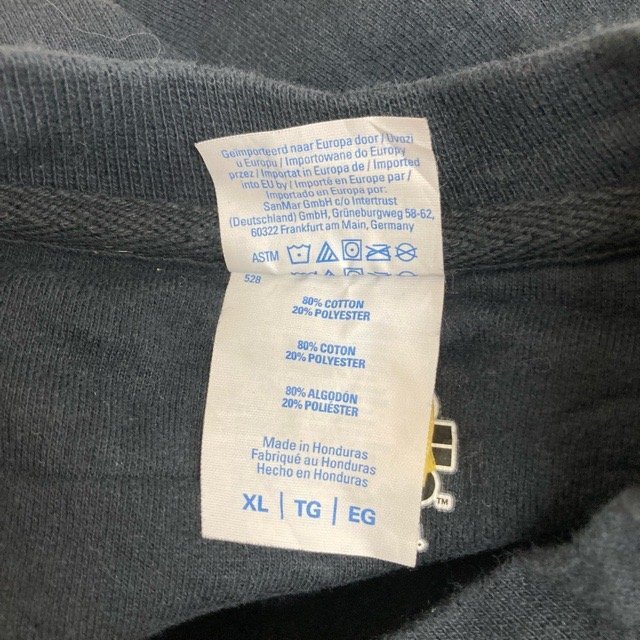 Geïmporteerd naar Europa door / Uvozi
u Europu / Importowane do Europy
przez / Importat in Europa de / Imported
into EU by / Importé en Europe par /
Importado en Europa por:
SanMar GmbH c/o Intertrust
(Deutschland) GmbH, Grüneburgweg 58-62,
60322 Frankfurt am Main, Germany
ASTM
528
80% COTTON
20% POLYESTER
80% COTON
20% POLYESTER
80% ALGODÓN
20% POLIÉSTER
Made in Honduras
Fabriqué au Honduras
Hecho en Honduras
XL | TG | EG
TM